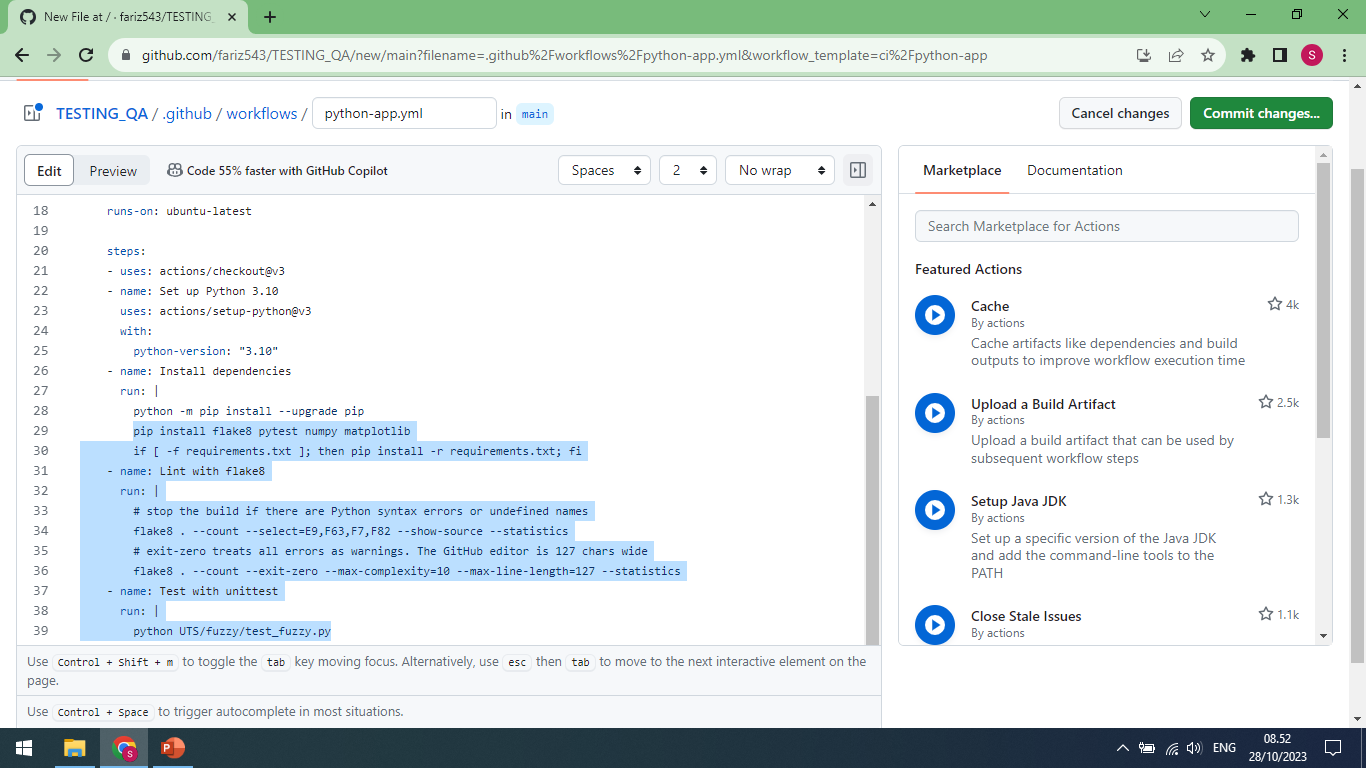 New File at / · fariz543/TESTING_
github.com/fariz543/TESTING_QA/new/main?filename=.github%2Fworkflows%2Fpython-app.yml&workflow_template=ci%2Fpython-app
S
TESTING_QA / .github / workflows / python-app.yml in main
Cancel changes
Commit changes...
Edit
Preview
Code 55% faster with GitHub Copilot
Spaces
2
No wrap
18 runs-on: ubuntu-latest
19
20 steps:
21 - uses: actions/checkout@v3
22 - name: Set up Python 3.10
23 uses: actions/setup-python@v3
24 with:
25 python-version: "3.10"
26 - name: Install dependencies
27 run: |
28 python -m pip install --upgrade pip
29 pip install flake8 pytest numpy matplotlib
30 if [ -f requirements.txt ]; then pip install -r requirements.txt; fi
31 - name: Lint with flake8
32 run: |
33 # stop the build if there are Python syntax errors or undefined names
34 flake8 . --count --select=E9,F63,F7,F82 --show-source --statistics
35 # exit-zero treats all errors as warnings. The GitHub editor is 127 chars wide
36 flake8 . --count --exit-zero --max-complexity=10 --max-line-length=127 --statistics
37 - name: Test with unittest
38 run: |
39 python UTS/fuzzy/test_fuzzy.py
Use Control + Shift + m to toggle the tab key moving focus. Alternatively, use esc then tab to move to the next interactive element on the
page.
Use Control + Space to trigger autocomplete in most situations.
Marketplace
Documentation
Search Marketplace for Actions
Featured Actions
Cache
4k
By actions
Cache artifacts like dependencies and build
outputs to improve workflow execution time
Upload a Build Artifact
2.5k
By actions
Upload a build artifact that can be used by
subsequent workflow steps
Setup Java JDK
1.3k
By actions
Set up a specific version of the Java JDK
and add the command-line tools to the
PATH
Close Stale Issues
1.1k
By actions
S
P
ENG
08.52
28/10/2023